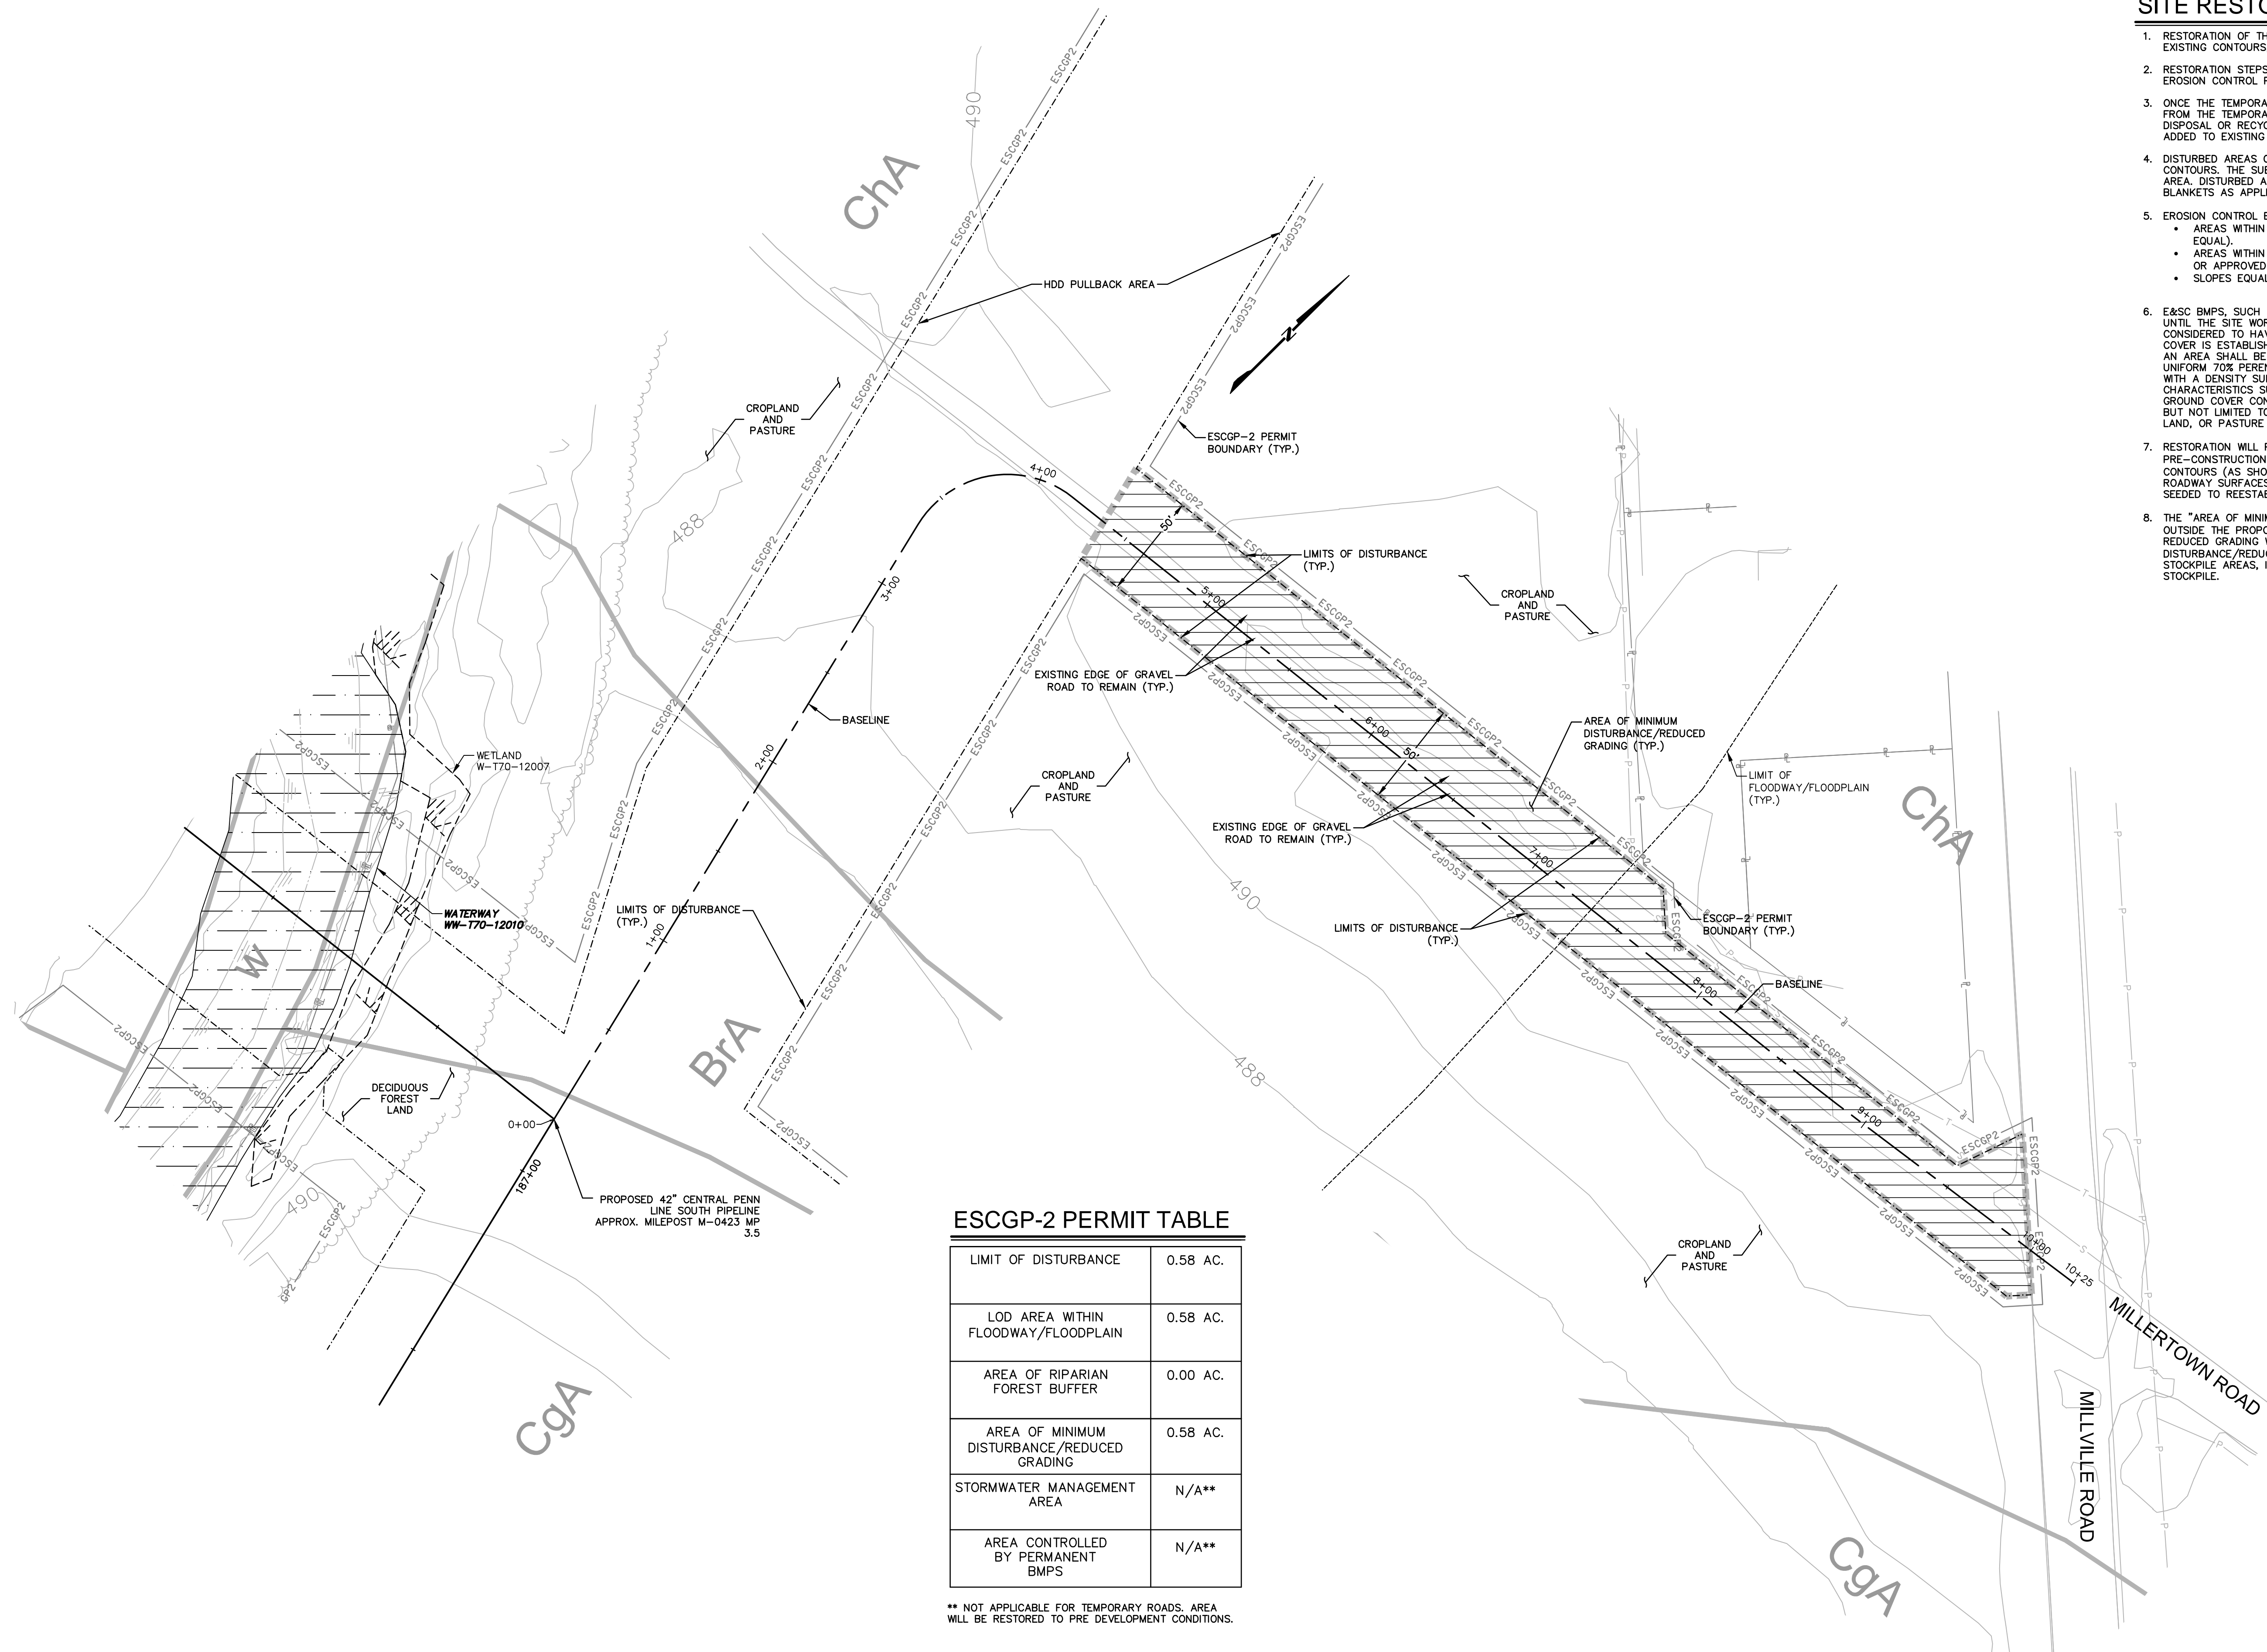 SITE RESTO
1. RESTORATION OF TH
EXISTING CONTOURS
2. RESTORATION STEPS
EROSION CONTROL
3. ONCE THE TEMPORA
FROM THE TEMPORA
DISPOSAL OR RECYC
ADDED TO EXISTING
4. DISTURBED AREAS
CONTOURS. THE SUB
AREA. DISTURBED A
BLANKETS AS APPLI
5. EROSION CONTROL
• AREAS WITHIN
EQUAL).
• AREAS WITHIN
OR APPROVED
• SLOPES EQUAL
6. E&SC BMPS, SUCH
UNTIL THE SITE WOR
CONSIDERED TO HAV
COVER IS ESTABLISH
AN AREA SHALL BE
UNIFORM 70% PEREN
WITH A DENSITY SU
CHARACTERISTICS SU
GROUND COVER CON
BUT NOT LIMITED TO
LAND, OR PASTURE
7. RESTORATION WILL
PRE-CONSTRUCTION
CONTOURS (AS SHO
ROADWAY SURFACES
SEEDED TO REESTAB
8. THE "AREA OF MINIM
OUTSIDE THE PROPO
REDUCED GRADING W
DISTURBANCE/REDUC
STOCKPILE AREAS, I
STOCKPILE.
490
ChA
HDD PULLBACK AREA
N
CROPLAND
AND
PASTURE
ESCGP-2 PERMIT
BOUNDARY (TYP.)
4+00
50'
488
LIMITS OF DISTURBANCE
(TYP.)
3+00
5+00
CROPLAND
AND
PASTURE
EXISTING EDGE OF GRAVEL
ROAD TO REMAIN (TYP.)
BASELINE
6+00
AREA OF MINIMUM
DISTURBANCE/REDUCED
GRADING (TYP.)
WETLAND
W-T70-12007
2+00
50'
CROPLAND
AND
PASTURE
LIMIT OF
FLOODWAY/FLOODPLAIN
(TYP.)
ChA
EXISTING EDGE OF GRAVEL
ROAD TO REMAIN (TYP.)
7+00
490
WATERWAY
WW-T70-12010
LIMITS OF DISTURBANCE
(TYP.)
1+00
LIMITS OF DISTURBANCE
(TYP.)
ESCGP-2 PERMIT
BOUNDARY (TYP.)
W
8+00
BASELINE
BrA
488
DECIDUOUS
FOREST
LAND
0+00
9+00
187+00
490
PROPOSED 42" CENTRAL PENN
LINE SOUTH PIPELINE
APPROX. MILEPOST M-0423 MP
3.5
CROPLAND
AND
PASTURE
10+00
10+25
MILLERTOWN ROAD
MILLVILLE ROAD
CgA
CgA
ESCGP2
ESCGP-2 PERMIT TABLE
LIMIT OF DISTURBANCE 0.58 AC.
LOD AREA WITHIN
FLOODWAY/FLOODPLAIN 0.58 AC.
AREA OF RIPARIAN
FOREST BUFFER 0.00 AC.
AREA OF MINIMUM
DISTURBANCE/REDUCED
GRADING 0.58 AC.
STORMWATER MANAGEMENT
AREA N/A**
AREA CONTROLLED
BY PERMANENT
BMPS N/A**
** NOT APPLICABLE FOR TEMPORARY ROADS. AREA
WILL BE RESTORED TO PRE DEVELOPMENT CONDITIONS.